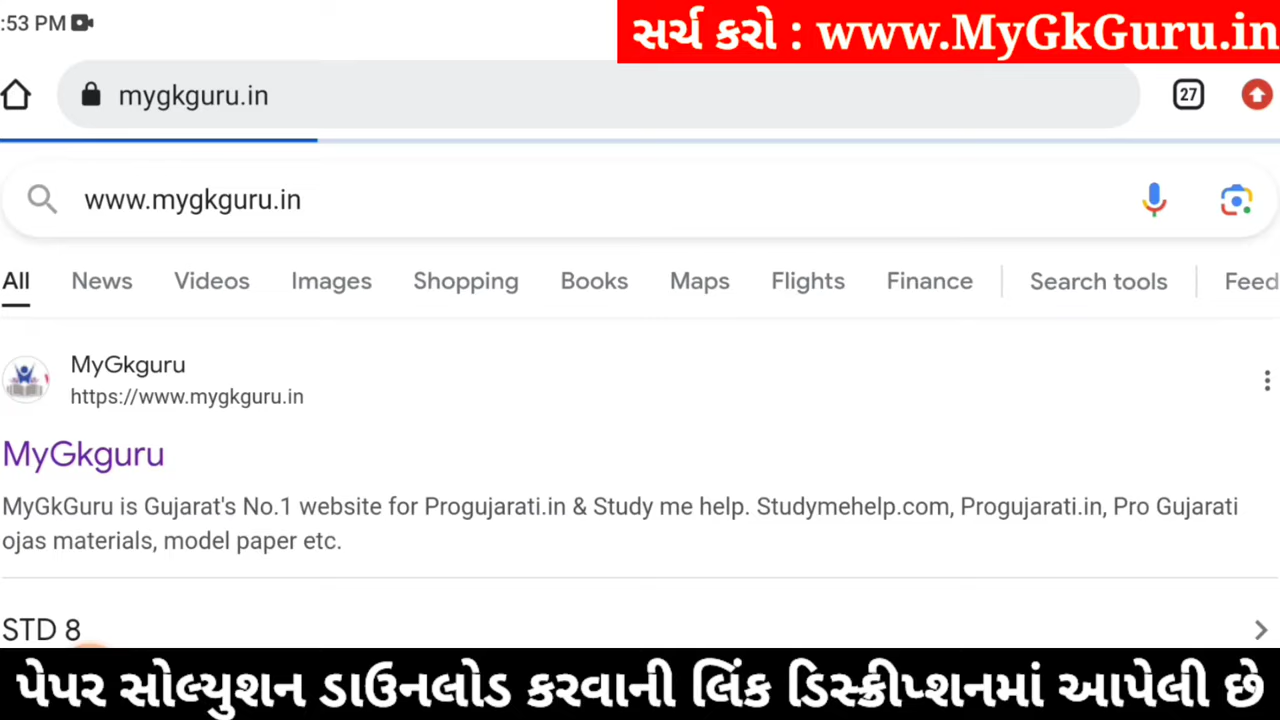 :53 PM
સર્ચ કરો : www.MyGkGuru.in
mygkguru.in
27
www.mygkguru.in
All News Videos Images Shopping Books Maps Flights Finance Search tools Feed
MyGkguru
https://www.mygkguru.in
MyGkguru
MyGkGuru is Gujarat's No.1 website for Progujarati.in & Study me help. Studymehelp.com, Progujarati.in, Pro Gujarati
ojas materials, model paper etc.
STD 8
પેપર સોલ્યુશન ડાઉનલોડ કરવાની લિંક ડિસ્ક્રીપ્શનમાં આપેલી છે